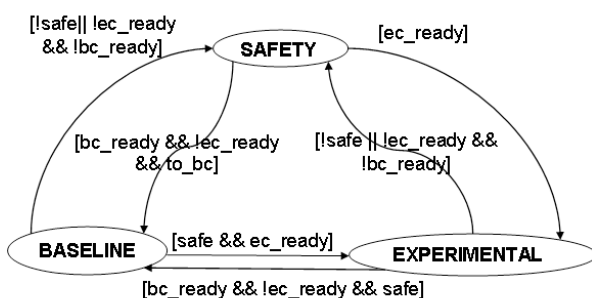 [!safe|| !ec_ready
&& !bc_ready]
[ec_ready]
SAFETY
[bc_ready && !ec_ready
&& to_bc]
[!safe || !ec_ready &&
!bc_ready]
[safe && ec_ready]
BASELINE
EXPERIMENTAL
[bc_ready && !ec_ready && safe]